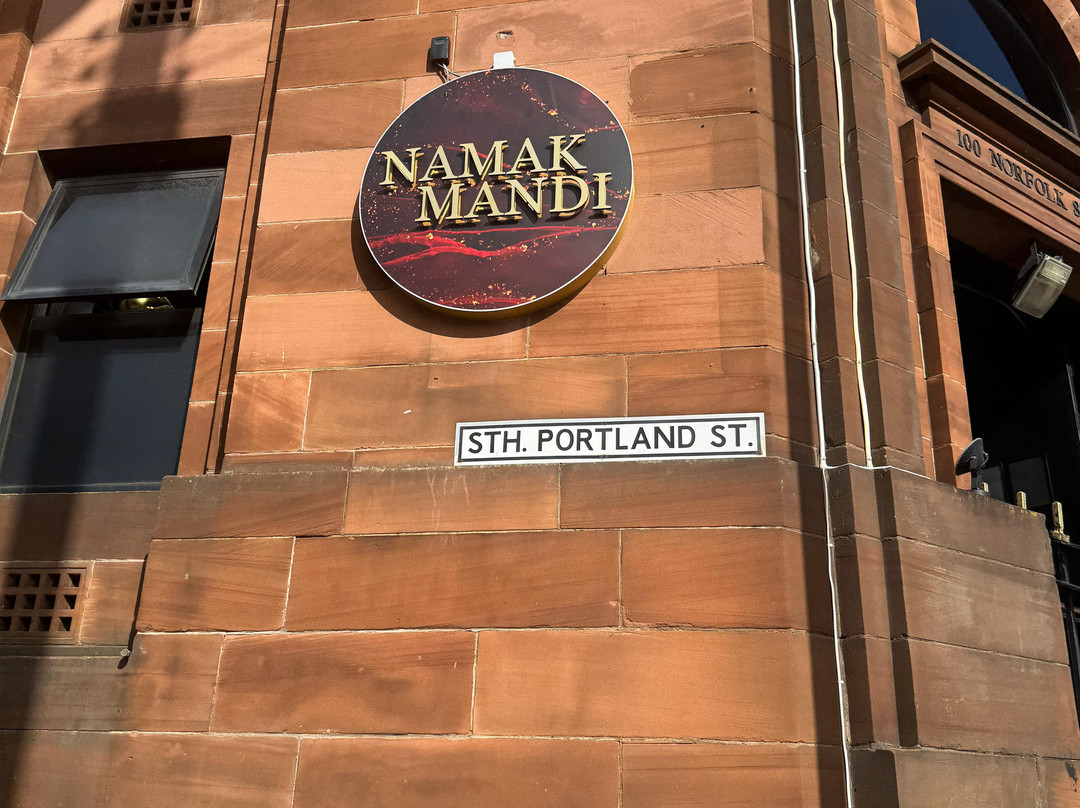 NAMAK
MANDI
STH. PORTLAND ST.
100 NORFOLK